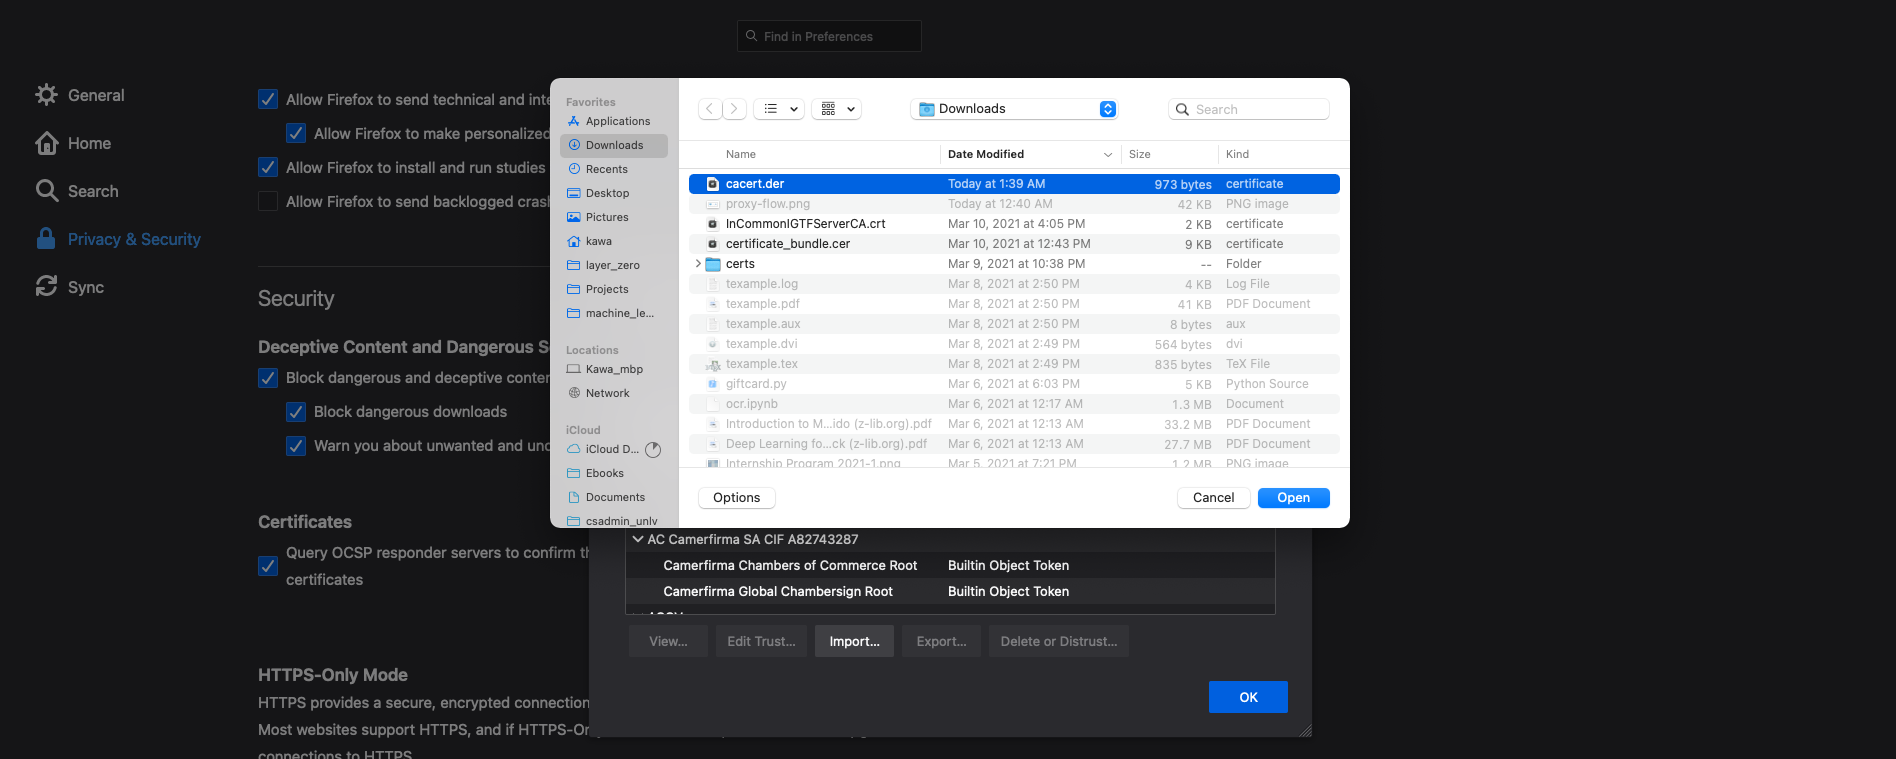 Find in Preferences
General
Home
Search
Privacy & Security
Sync
Allow Firefox to send technical and inte
Allow Firefox to make personalized
Allow Firefox to install and run studies
Allow Firefox to send backlogged crash
Security
Deceptive Content and Dangerous S
Block dangerous and deceptive conten
Block dangerous downloads
Warn you about unwanted and unc
Certificates
Query OCSP responder servers to confirm th
certificates
HTTPS-Only Mode
HTTPS provides a secure, encrypted connection
Most websites support HTTPS, and if HTTPS-Only
connections to HTTPS
Favorites
Applications
Downloads
Recents
Desktop
Pictures
kawa
layer_zero
Projects
machine_le...
Locations
Kawa_mbp
Network
iCloud
iCloud D...
Ebooks
Documents
csadmin_unlv
Downloads
Search
Name Date Modified Size Kind
cacert.der Today at 1:39 AM 973 bytes certificate
proxy-flow.png Today at 12:40 AM 42 KB PNG image
InCommonIGTFServerCA.crt Mar 10, 2021 at 4:05 PM 2 KB certificate
certificate_bundle.cer Mar 10, 2021 at 12:43 PM 9 KB certificate
certs Mar 9, 2021 at 10:38 PM -- Folder
texample.log Mar 8, 2021 at 2:50 PM 4 KB Log File
texample.pdf Mar 8, 2021 at 2:50 PM 41 KB PDF Document
texample.aux Mar 8, 2021 at 2:50 PM 8 bytes aux
texample.dvi Mar 8, 2021 at 2:49 PM 564 bytes dvi
texample.tex Mar 8, 2021 at 2:49 PM 835 bytes TeX File
giftcard.py Mar 6, 2021 at 6:03 PM 5 KB Python Source
ocr.ipynb Mar 6, 2021 at 12:17 AM 1.3 MB Document
Introduction to M...ido (z-lib.org).pdf Mar 6, 2021 at 12:13 AM 33.2 MB PDF Document
Deep Learning fo...ck (z-lib.org).pdf Mar 6, 2021 at 12:13 AM 27.7 MB PDF Document
Internship Program 2021-1.png Mar 5, 2021 at 7:21 PM 1.2 MB PNG image
Options
Cancel
Open
AC Camerfirma SA CIF A82743287
Camerfirma Chambers of Commerce Root Builtin Object Token
Camerfirma Global Chambersign Root Builtin Object Token
View...
Edit Trust...
Import...
Export...
Delete or Distrust...
OK